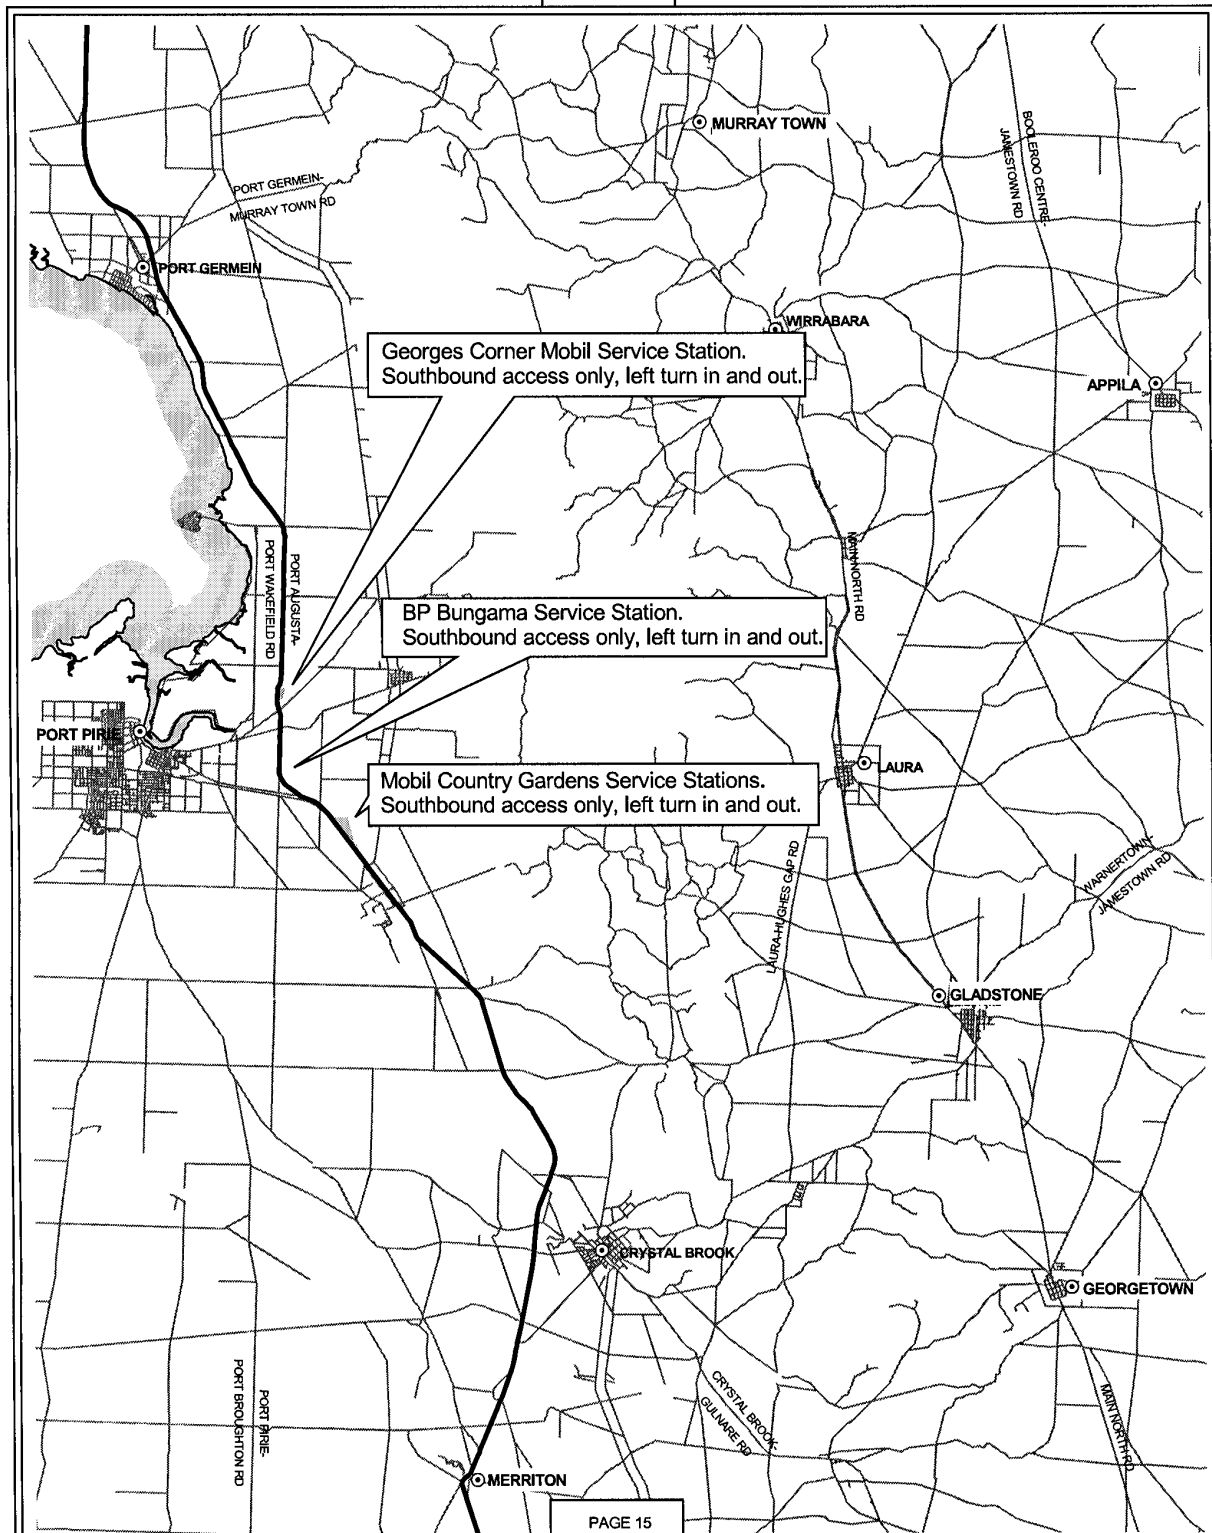 MURRAY TOWN
BOOLEROO CENTRE-
JAMESTOWN RD
PORT GERMEIN-
MURRAY TOWN RD
PORT GERMEIN
WIRRABARA
Georges Corner Mobil Service Station.
Southbound access only, left turn in and out.
APPILA
MAIN NORTH RD
PORT AUGUSTA-
PORT WAKEFIELD RD
BP Bungama Service Station.
Southbound access only, left turn in and out.
PORT PIRIE
LAURA
Mobil Country Gardens Service Stations.
Southbound access only, left turn in and out.
WARNERTOWN-
JAMESTOWN RD
LAURA-HUGHES GAP RD
GLADSTONE
CRYSTAL BROOK
GEORGETOWN
PORT PIRIE-
PORT BROUGHTON RD
CRYSTAL BROOK-
GULNARE RD
MAIN NORTH RD
MERRITON
PAGE 15